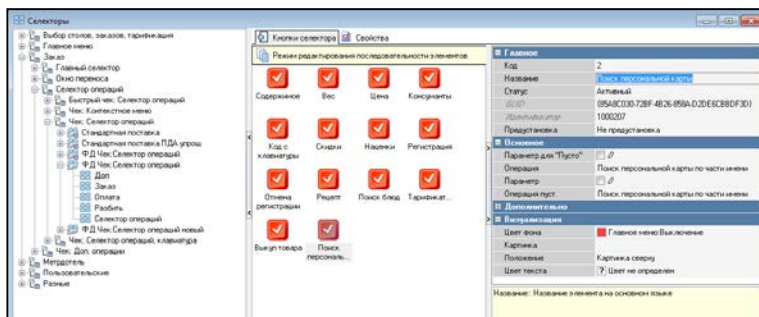 Селекторы
Выбор столов, заказов, тарификация
Главное меню
Заказ
Главный селектор
Окно переноса
Селектор операций
Быстрый чек: Селектор операций
Чек: Контекстное меню
Чек: Селектор операций
Стандартная поставка
Стандартная поставка ПДА упрощ
ФД Чек:Селектор операций
ФД Чек:Селектор операций
Доп
Заказ
Оплата
Разбить
Селектор операций
ФД Чек:Селектор операций новый
Чек: Селектор операций, клавиатура
Чек: Доп. операции
Метрдотель
Пользовательские
Разные
Кнопки селектора
Свойства
Режим редактирования последовательности элементов
Содержимое
Вес
Цена
Консуманты
Код с клавиатуры
Скидки
Наценки
Регистрация
Отмена регистрации
Рецепт
Поиск блюд
Тарификат...
Выкуп товара
Поиск персональ...
Главное
Код 2
Название Поиск персональной карты
Статус Активный
GUID
Идентификатор 1000207
Предустановка Не предустановка
Основное
Параметр для "Пусто" 0
Операция Поиск персональной карты по части имени
Параметр 0
Операция пуст. Поиск персональной карты по части имени
Дополнительно
Визуализация
Цвет фона Главное меню:Выключение
Картинка
Положение Картинка сверху
Цвет текста ? Цвет не определен
Название: Название элемента на основном языке